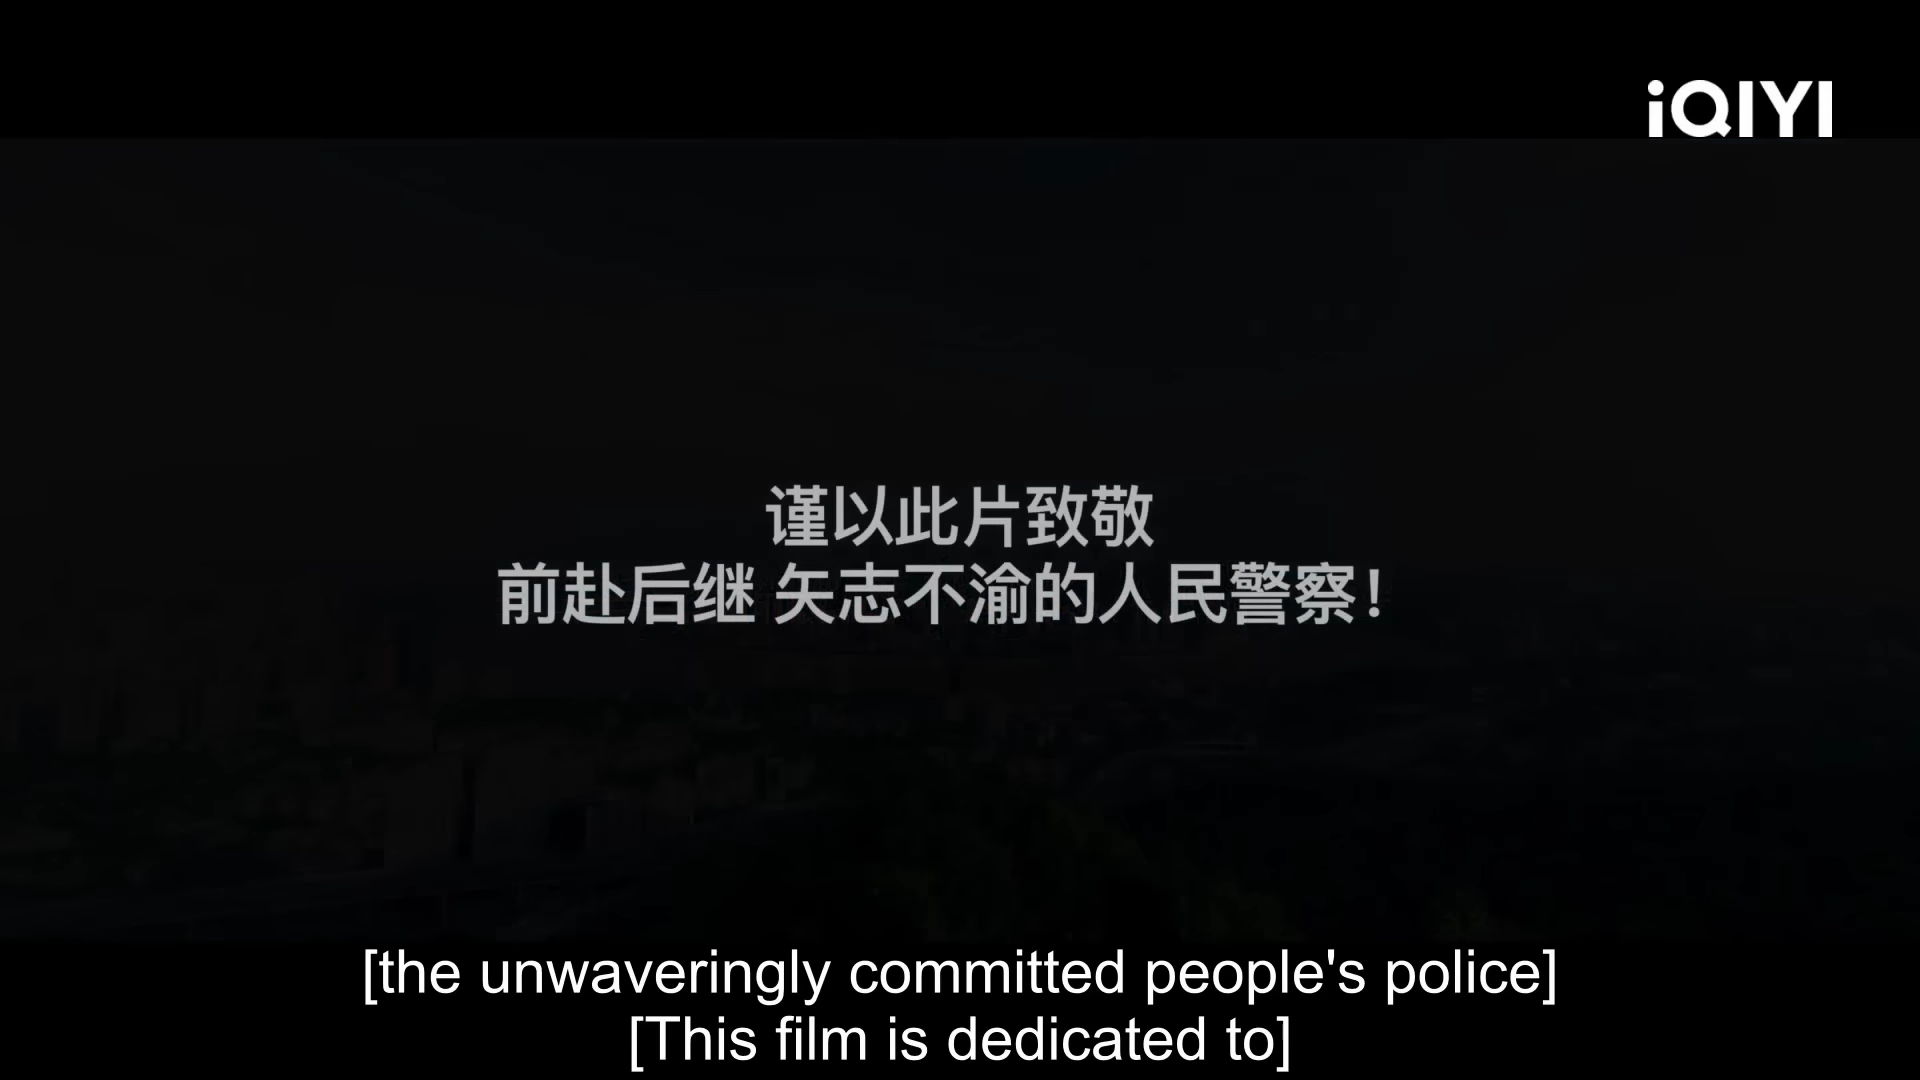 iQIYI
谨以此片致敬
前赴后继 矢志不渝的人民警察！
[the unwaveringly committed people's police]
[This film is dedicated to]